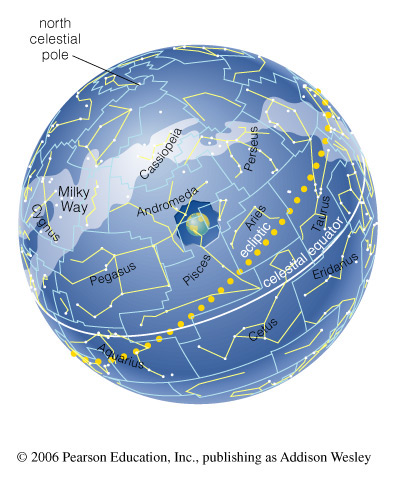 north
celestial
pole
Cassiopeia
Perseus
Milky
Way
Cygnus
Andromeda
Aries
Taurus
ecliptic
celestial equator
Pegasus
Pisces
Eridanus
Cetus
Aquarius
© 2006 Pearson Education, Inc., publishing as Addison Wesley